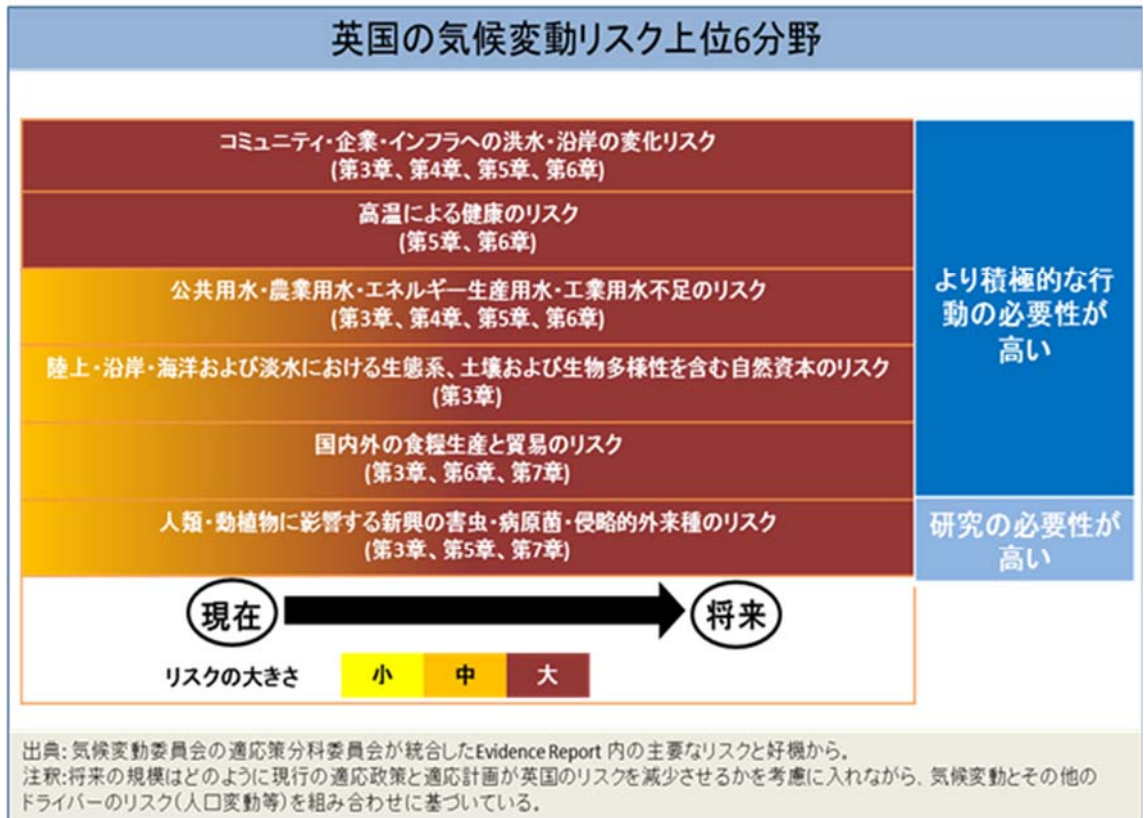 英国の気候変動リスク上位6分野
コミュニティ・企業・インフラへの洪水・沿岸の変化リスク
(第3章、第4章、第5章、第6章)
高温による健康のリスク
(第5章、第6章)
公共用水・農業用水・エネルギー生産用水・工業用水不足のリスク
(第3章、第4章、第5章、第6章)
陸上・沿岸・海洋および淡水における生態系、土壌および生物多様性を含む自然資本のリスク
(第3章)
国内外の食糧生産と貿易のリスク
(第3章、第6章、第7章)
人類・動植物に影響する新興の害虫・病原菌・侵略的外来種のリスク
(第3章、第5章、第7章)
より積極的な行
動の必要性が
高い
研究の必要性が
高い
現在
将来
リスクの大きさ
小
中
大
出典: 気候変動委員会の適応策分科委員会が統合したEvidence Report 内の主要なリスクと好機から。
注釈:将来の規模はどのように現行の適応政策と適応計画が英国のリスクを減少させるかを考慮に入れながら、気候変動とその他の
ドライバーのリスク(人口変動等)を組み合わせに基づいている。